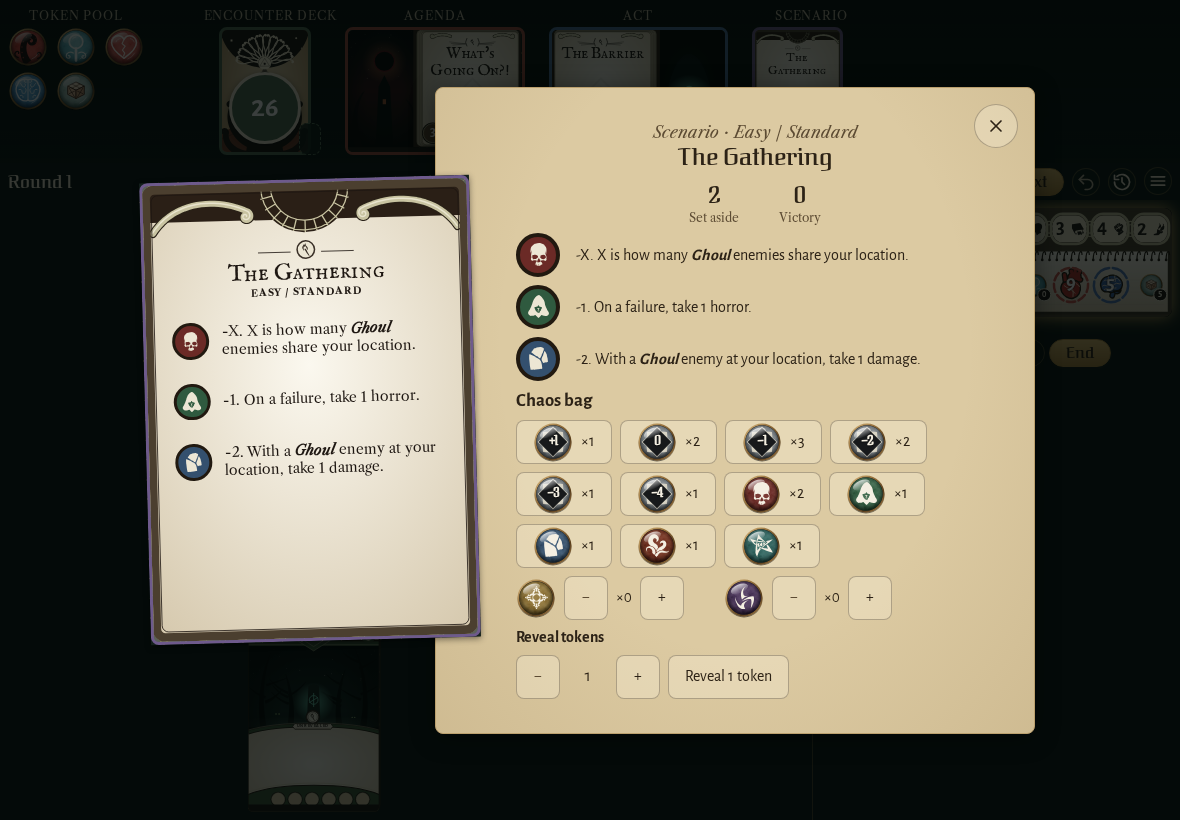 TOKEN POOL
ENCOUNTER DECK
AGENDA
ACT
SCENARIO
26
What's
Going On?!
The Barrier
The
Gathering
Round 1
Scenario · Easy / Standard
The Gathering
2
0
Set aside
Victory
-X. X is how many Ghoul enemies share your location.
-1. On a failure, take 1 horror.
-2. With a Ghoul enemy at your location, take 1 damage.
Chaos bag
+1 ×1
0 ×2
-1 ×3
-2 ×2
-3 ×1
-4 ×1
×2
×1
×1
×1
×1
− ×0 +
− ×0 +
Reveal tokens
− 1 +
Reveal 1 token
The Gathering
EASY / STANDARD
-X. X is how many Ghoul
enemies share your location.
-1. On a failure, take 1 horror.
-2. With a Ghoul enemy at your
location, take 1 damage.
3
4
2
9
5
End